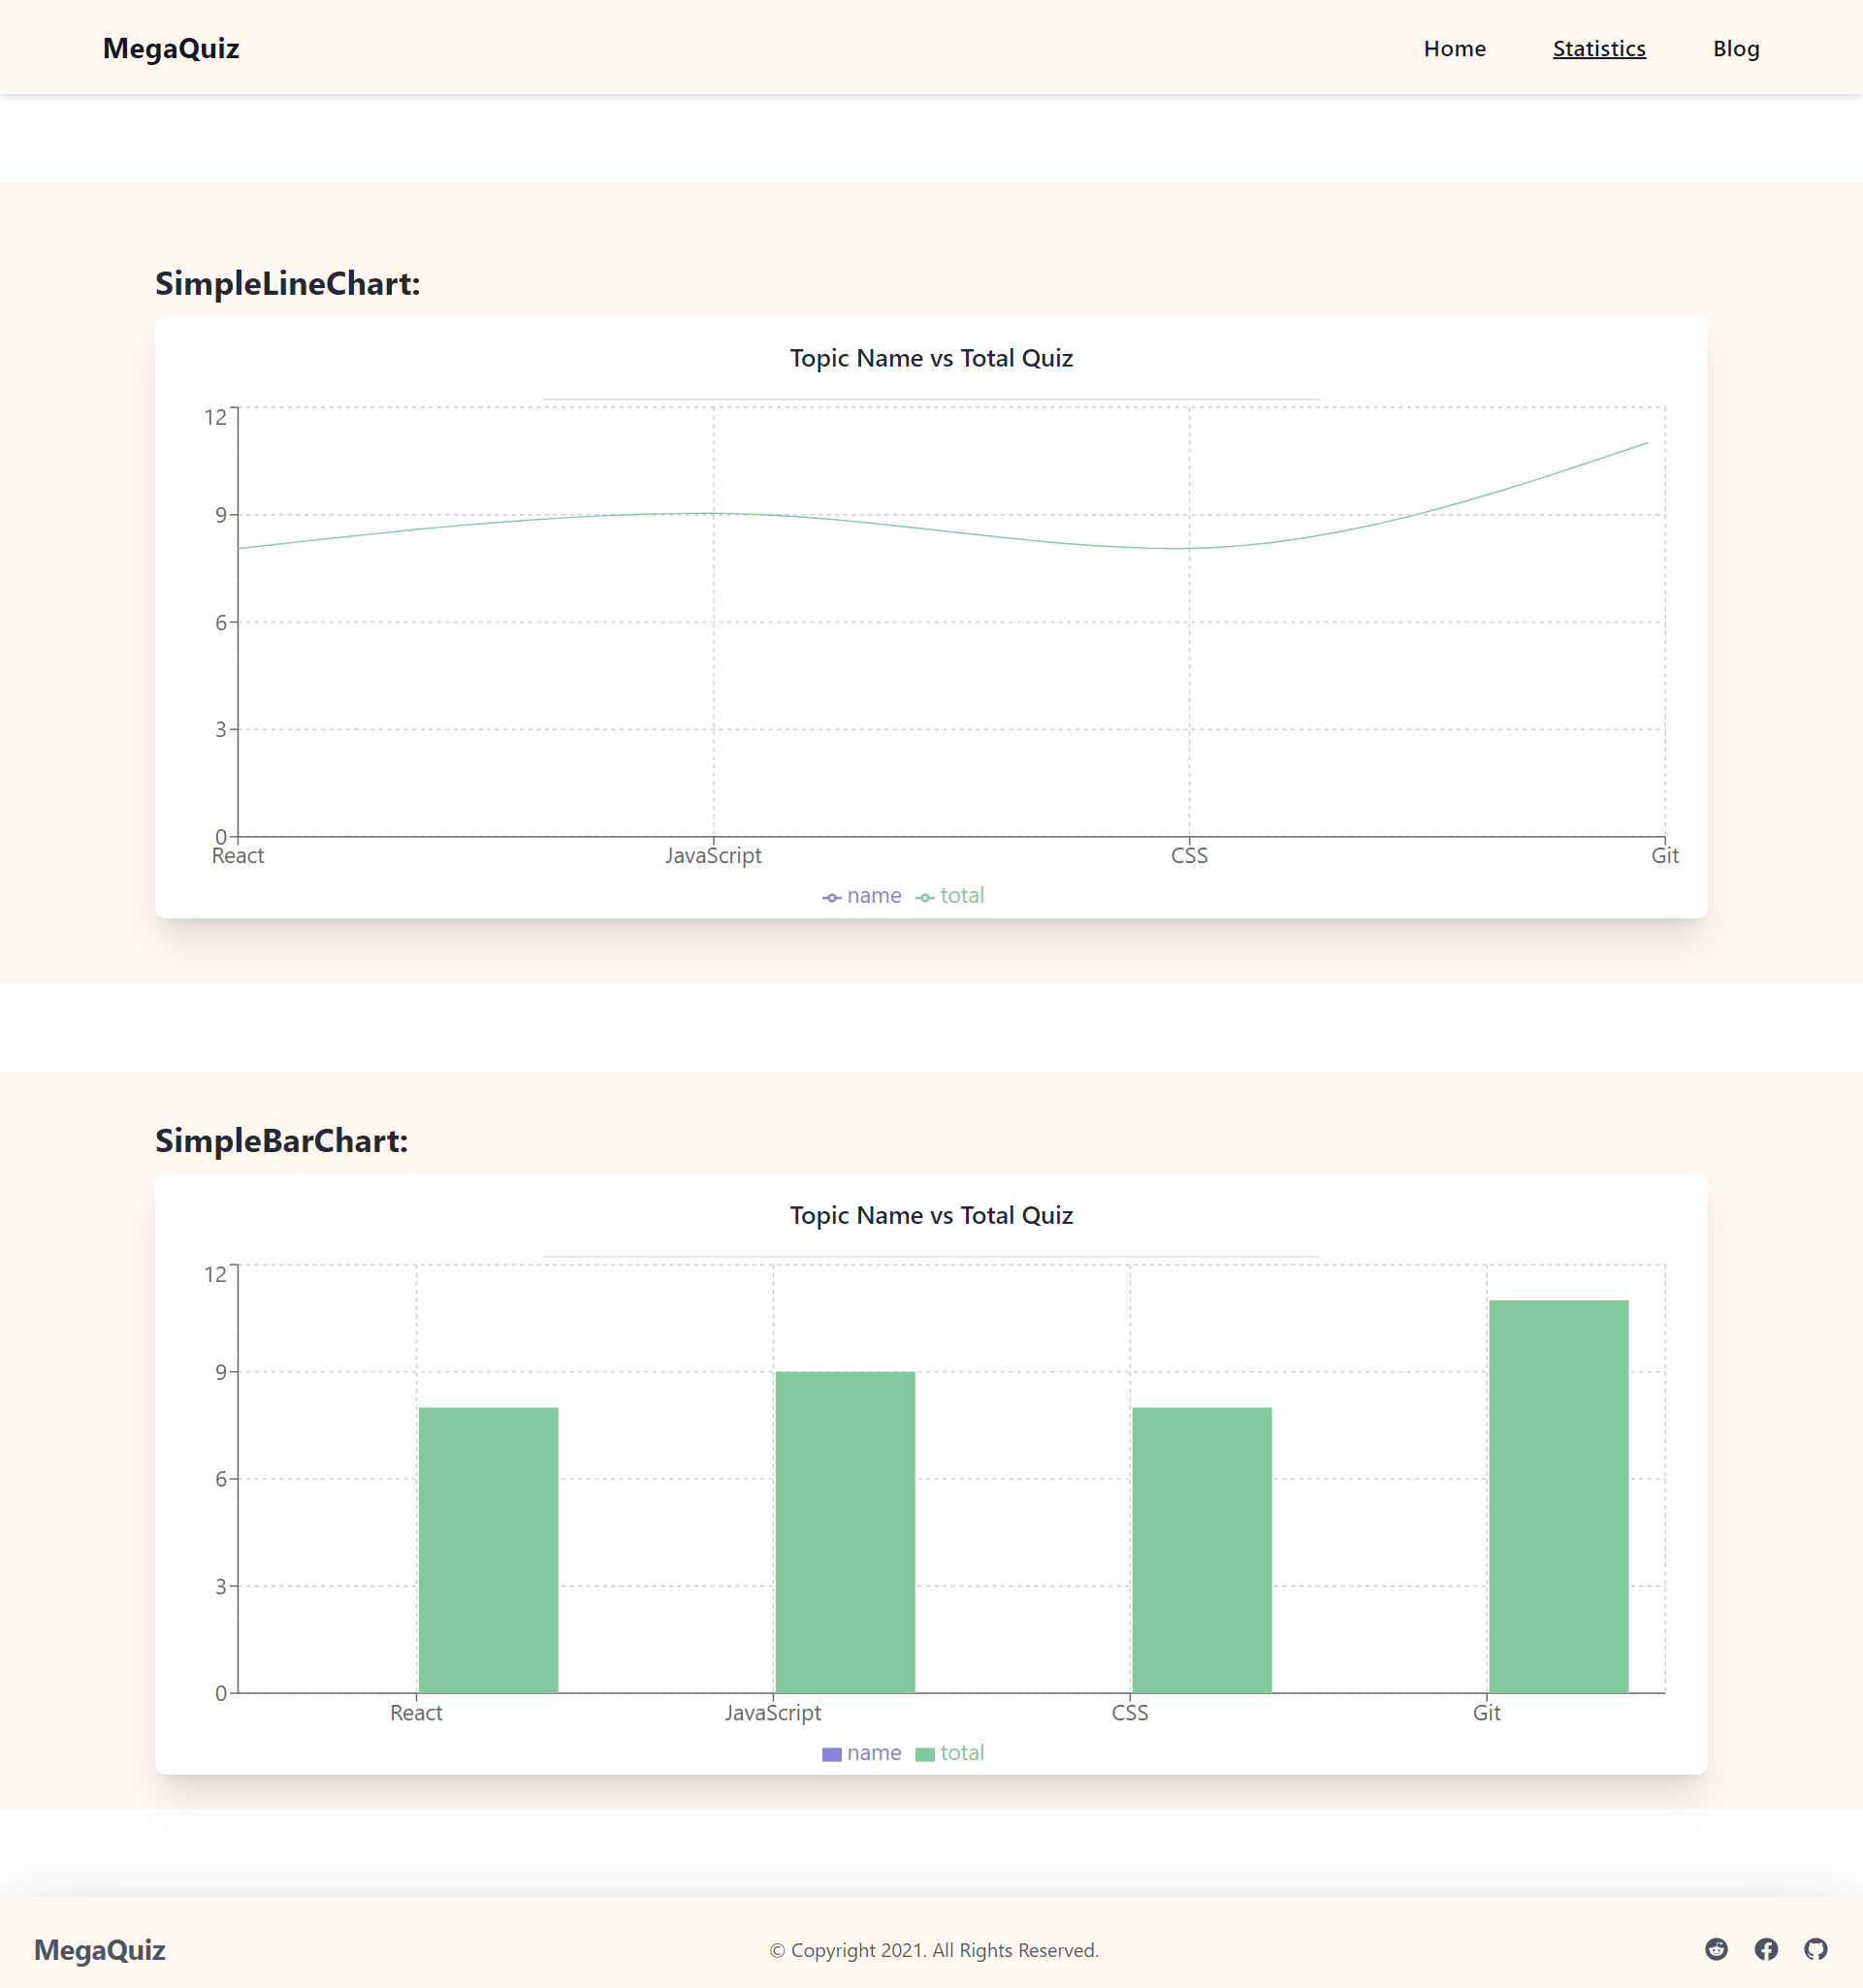 MegaQuiz
Home Statistics Blog
SimpleLineChart:
Topic Name vs Total Quiz
12
9
6
3
0
React JavaScript CSS Git
name total
SimpleBarChart:
Topic Name vs Total Quiz
12
9
6
3
0
React JavaScript CSS Git
name total
MegaQuiz
© Copyright 2021. All Rights Reserved.